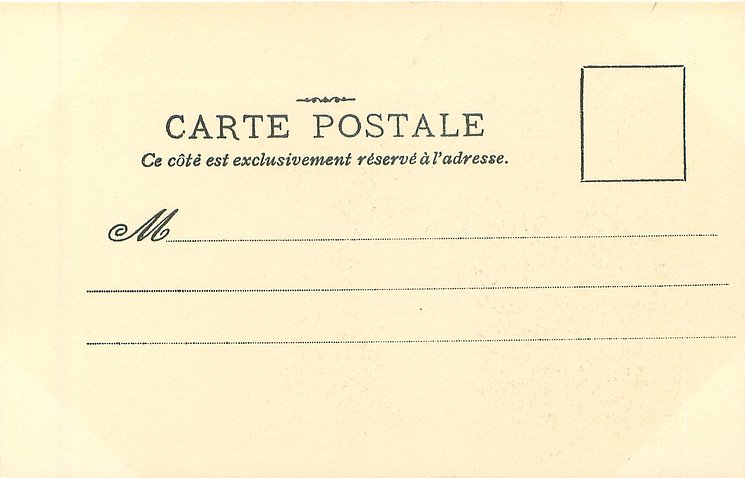 CARTE POSTALE
Ce côté est exclusivement réservé à l'adresse.
M